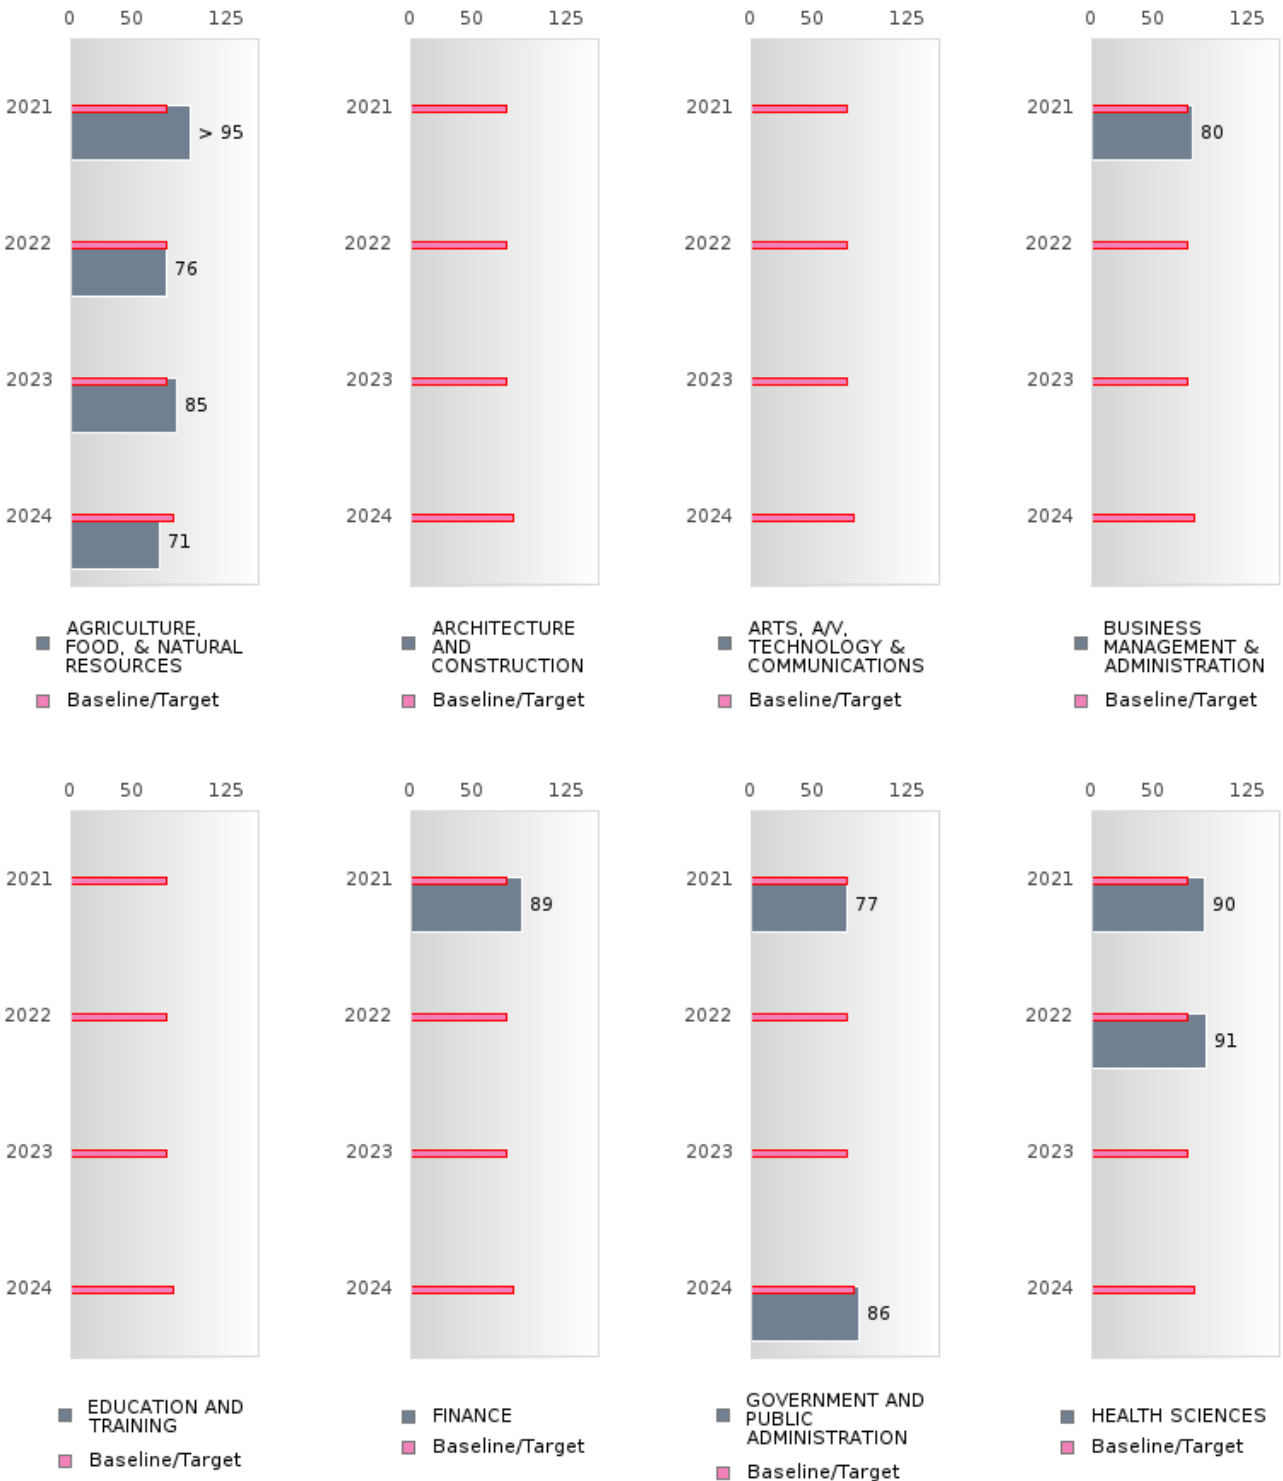 0 50 125
0 50 125
0 50 125
0 50 125
2021
> 95
2022
76
2023
85
2024
71
2021
2022
2023
2024
2021
2022
2023
2024
2021
80
2022
2023
2024
AGRICULTURE,
FOOD, & NATURAL
RESOURCES
Baseline/Target
ARCHITECTURE
AND
CONSTRUCTION
Baseline/Target
ARTS, A/V,
TECHNOLOGY &
COMMUNICATIONS
Baseline/Target
BUSINESS
MANAGEMENT &
ADMINISTRATION
Baseline/Target
0 50 125
0 50 125
0 50 125
0 50 125
2021
2022
2023
2024
2021
89
2022
2023
2024
2021
77
2022
2023
2024
86
2021
90
2022
91
2023
2024
EDUCATION AND
TRAINING
Baseline/Target
FINANCE
Baseline/Target
GOVERNMENT AND
PUBLIC
ADMINISTRATION
Baseline/Target
HEALTH SCIENCES
Baseline/Target